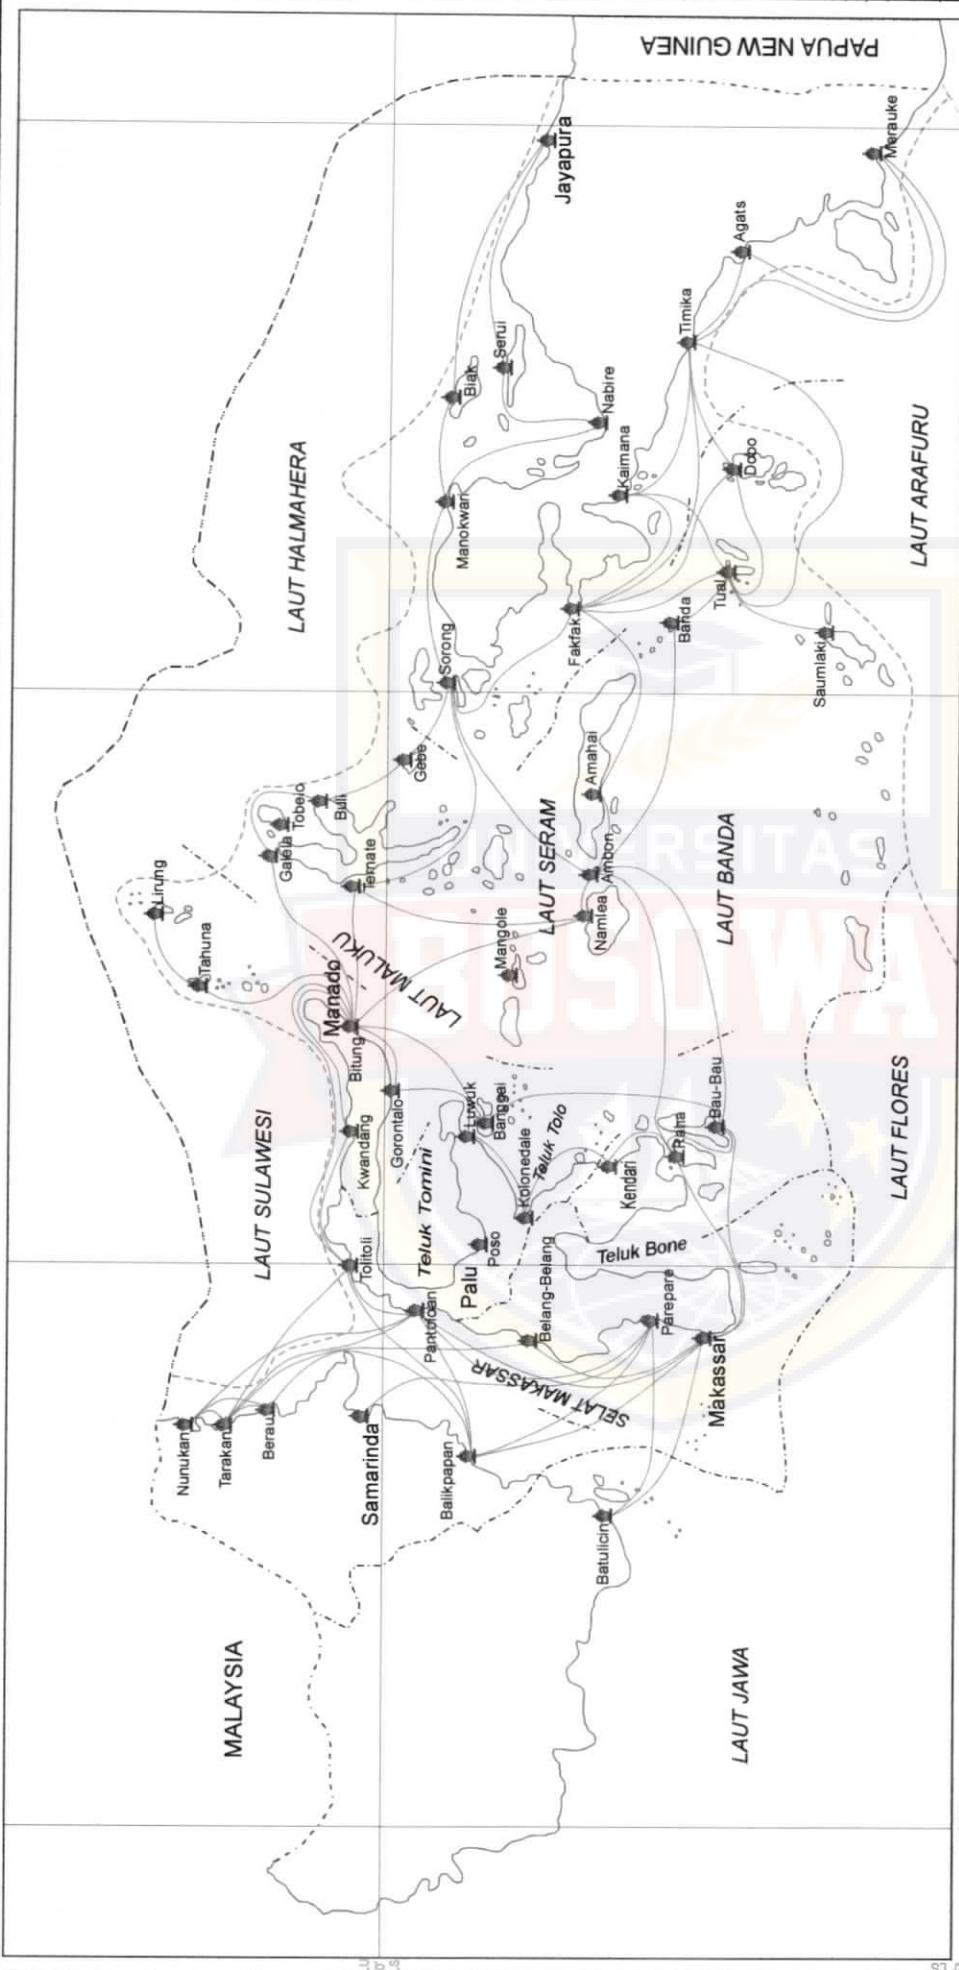 PAPUA NEW GUINEA
MALAYSIA
LAUT HALMAHERA
LAUT SULAWESI
LAUT MALUKU
LAUT SERAM
LAUT BANDA
LAUT ARAFURU
LAUT FLORES
LAUT JAWA
SELAT MAKASSAR
Teluk Tomini
Teluk Tolo
Teluk Bone
Nunukan
Tarakan
Berau
Samarinda
Balikpapan
Batulicin
Tolitoli
Pantoloan
Palu
Poso
Belang-Belang
Parepare
Makassar
Kwandang
Gorontalo
Bitung
Manado
Luwuk
Banggai
Kolonedale
Kendari
Raha
Bau-Bau
Tahuna
Lirung
Galela
Tobelo
Buli
Ternate
Gebe
Mangole
Namlea
Ambon
Amahai
Banda
Tual
Saumlaki
Dobo
Sorong
Fakfak
Manokwari
Kaimana
Nabire
Biak
Serui
Timika
Agats
Jayapura
Merauke
UNIVERSITAS
BOSOWA